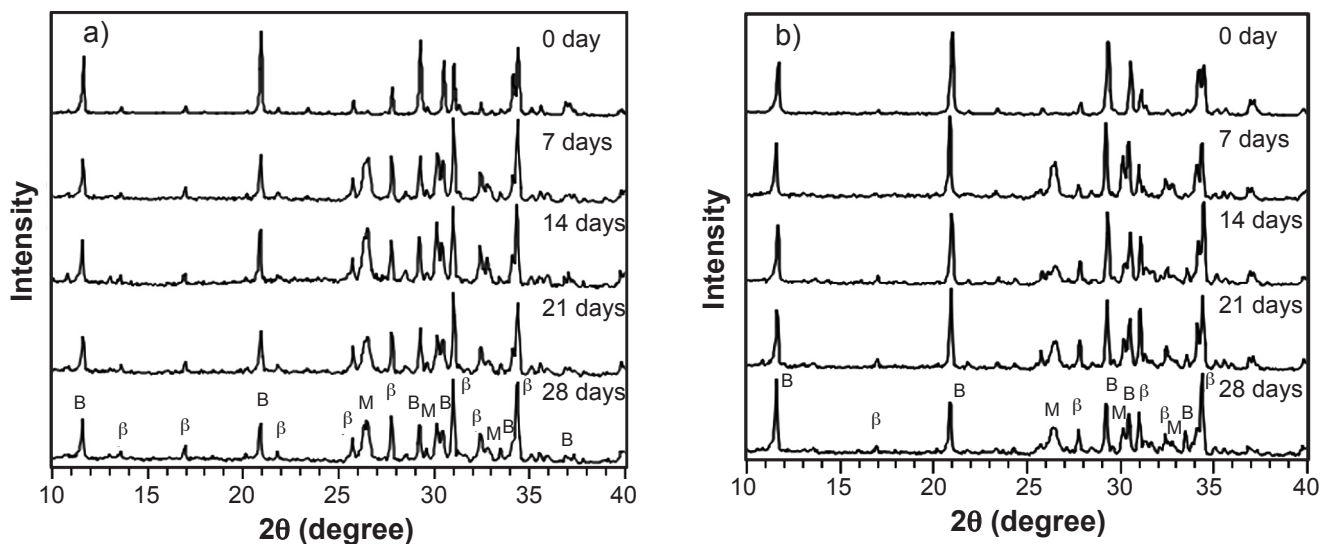 a)
0 day
7 days
14 days
21 days
28 days
B β β B β β M β B M B β β M B β B
10 15 20 25 30 35 40
2θ (degree)
Intensity
b)
0 day
7 days
14 days
21 days
28 days
B β B M β B M B β β M B β
10 15 20 25 30 35 40
2θ (degree)
Intensity